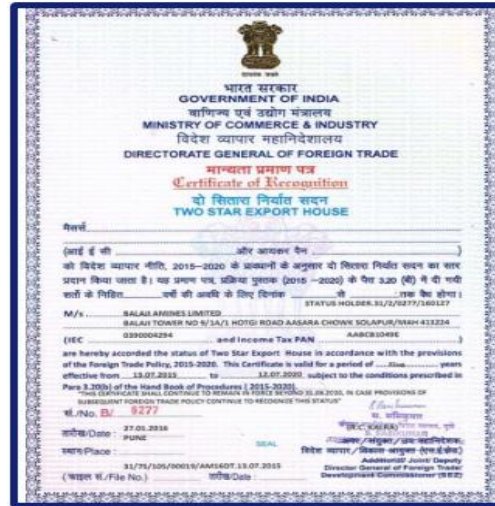 भारत सरकार
GOVERNMENT OF INDIA
वाणिज्य एवं उद्योग मंत्रालय
MINISTRY OF COMMERCE & INDUSTRY
विदेश व्यापार महानिदेशालय
DIRECTORATE GENERAL OF FOREIGN TRADE
मान्यता प्रमाण पत्र
Certificate of Recognition
दो सितारा निर्यात सदन
TWO STAR EXPORT HOUSE
मैसर्स
(आई ई सी और आयकर पैन )
को विदेश व्यापार नीति, 2015-2020 के प्रावधानों के अनुसार दो सितारा निर्यात सदन का स्तर
प्रदान किया जाता है। यह प्रमाण पत्र, प्रक्रिया पुस्तक (2015 -2020) के पैरा 3.20 (बी) में दी गयी
शर्तों के निहित वर्षों की अवधि के लिए दिनांक से तक वैध होगा।
STATUS HOLDER.31/2/0277/160127
M/s BALAJI AMINES LIMITED
BALAJI TOWER NO 9/1A/1 HOTGI ROAD AASARA CHOWK SOLAPUR/MAH 413224
(IEC 0390004294 and Income Tax PAN AABCB1049E )
are hereby accorded the status of Two Star Export House in accordance with the provisions
of the Foreign Trade Policy, 2015-2020. This Certificate is valid for a period of Five years
effective from 13.07.2015 to 12.07.2020 subject to the conditions prescribed in
Para 3.20(b) of the Hand Book of Procedures ( 2015-2020).
"THIS CERTIFICATE SHALL CONTINUE TO REMAIN IN FORCE BEYOND 31.03.2020, IN CASE PROVISIONS OF
SUBSEQUENT FOREIGN TRADE POLICY CONTINUE TO RECOGNIZE THIS STATUS"
सं./No. B/ 9277
तारीख/Date : 27.01.2016
स्थान/Place : PUNE
SEAL
विदेश व्यापार
Additional/ Joint/ Deputy
Director General of Foreign Trade/
Development Commissioner (SEZ)
31/75/105/00019/AM16DT.13.07.2015
(फाइल सं./File No.) तारीख/Date